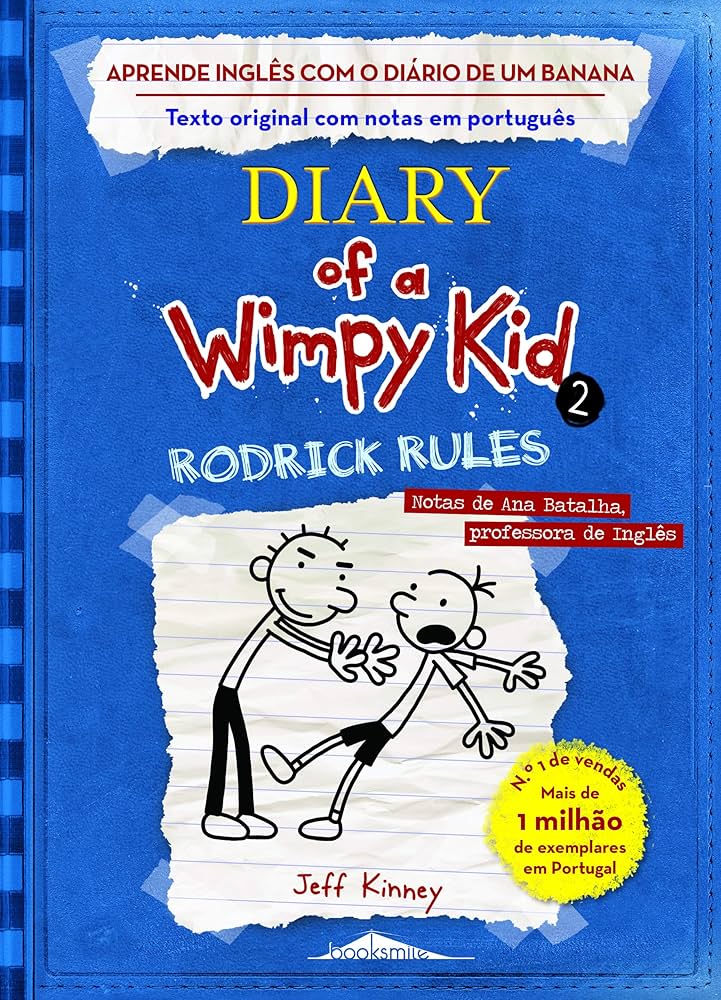 APRENDE INGLÊS COM O DIÁRIO DE UM BANANA
Texto original com notas em português
DIARY
of a
Wimpy Kid
2
RODRICK RULES
Notas de Ana Batalha,
professora de Inglês
N.º 1 de vendas
Mais de
1 milhão
de exemplares
em Portugal
Jeff Kinney
booksmile